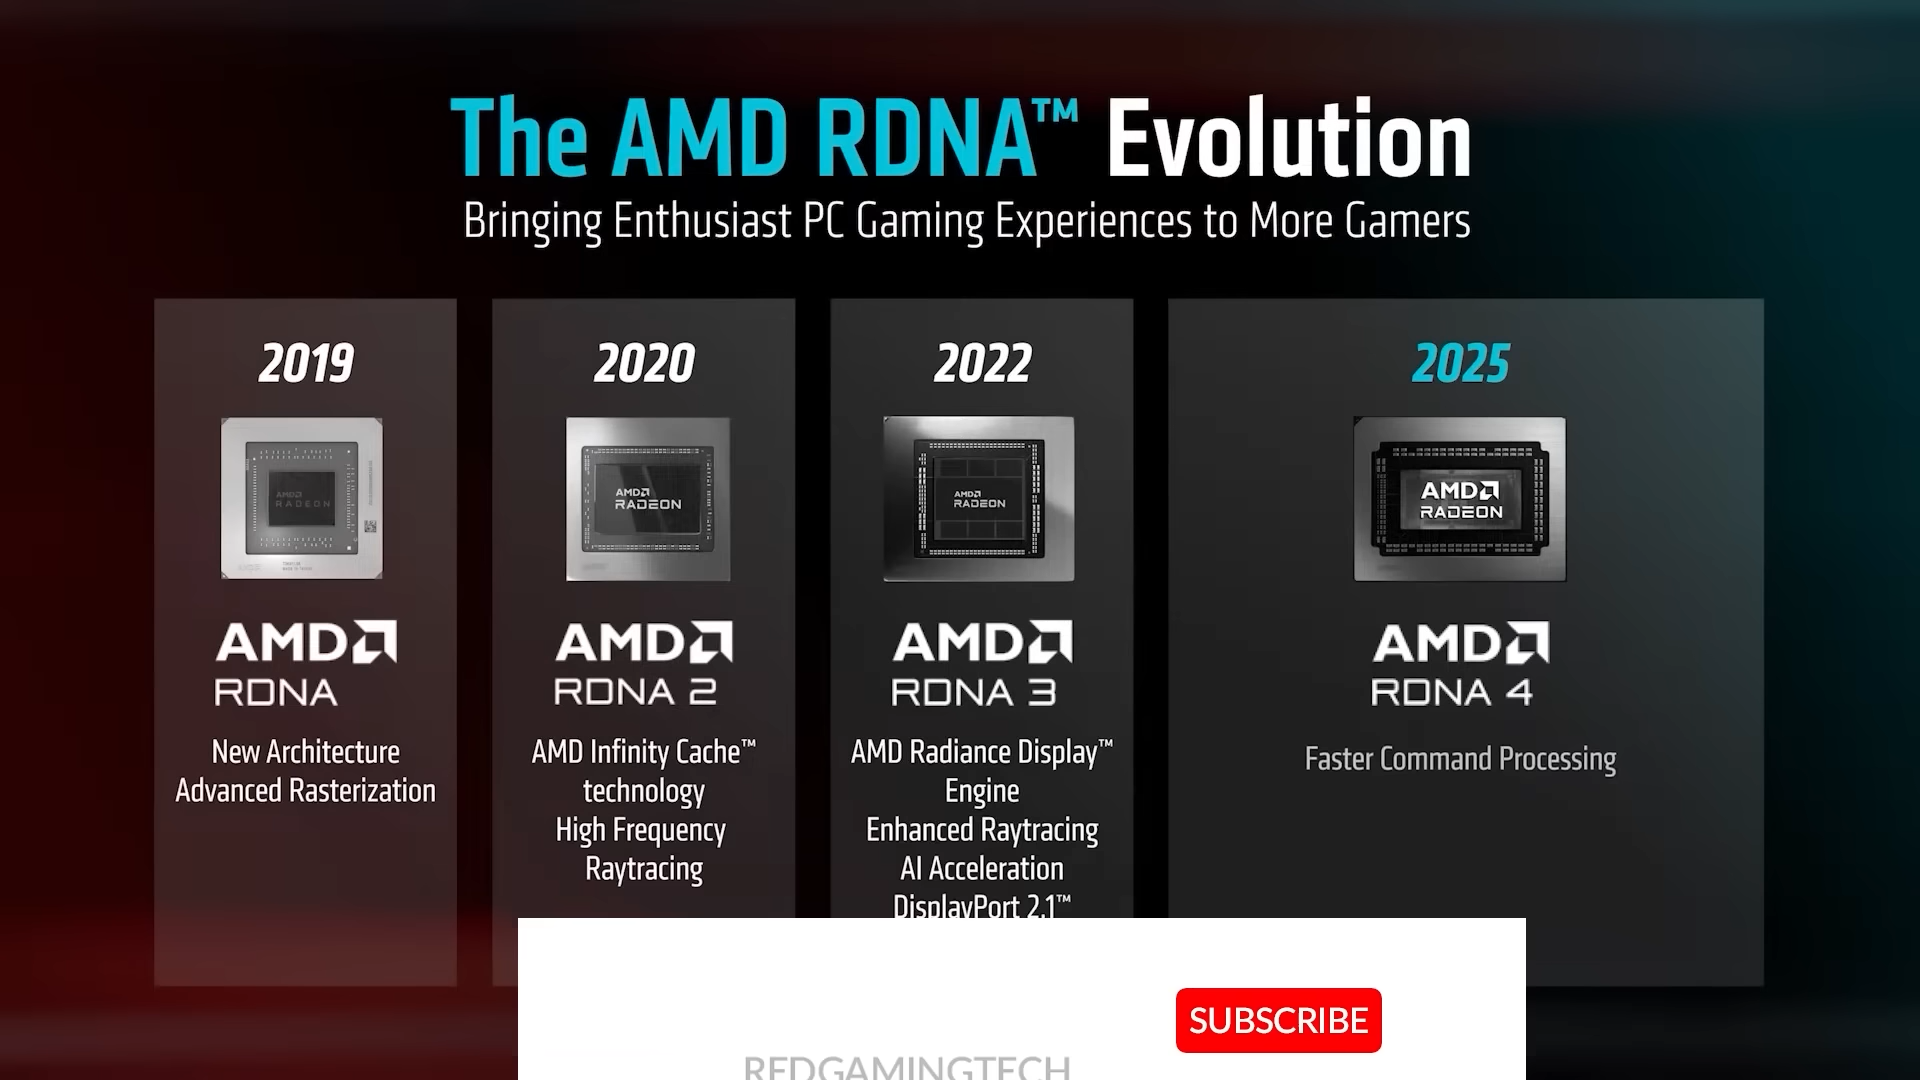 The AMD RDNA™ Evolution
Bringing Enthusiast PC Gaming Experiences to More Gamers
2019
AMD
RADEON
AMD
RDNA
New Architecture
Advanced Rasterization
2020
AMD
RADEON
AMD
RDNA 2
AMD Infinity Cache™
technology
High Frequency
Raytracing
2022
AMD
RADEON
AMD
RDNA 3
AMD Radiance Display™
Engine
Enhanced Raytracing
AI Acceleration
DisplayPort 2.1™
2025
AMD
RADEON
AMD
RDNA 4
Faster Command Processing
SUBSCRIBE
REDGAMINGTECH